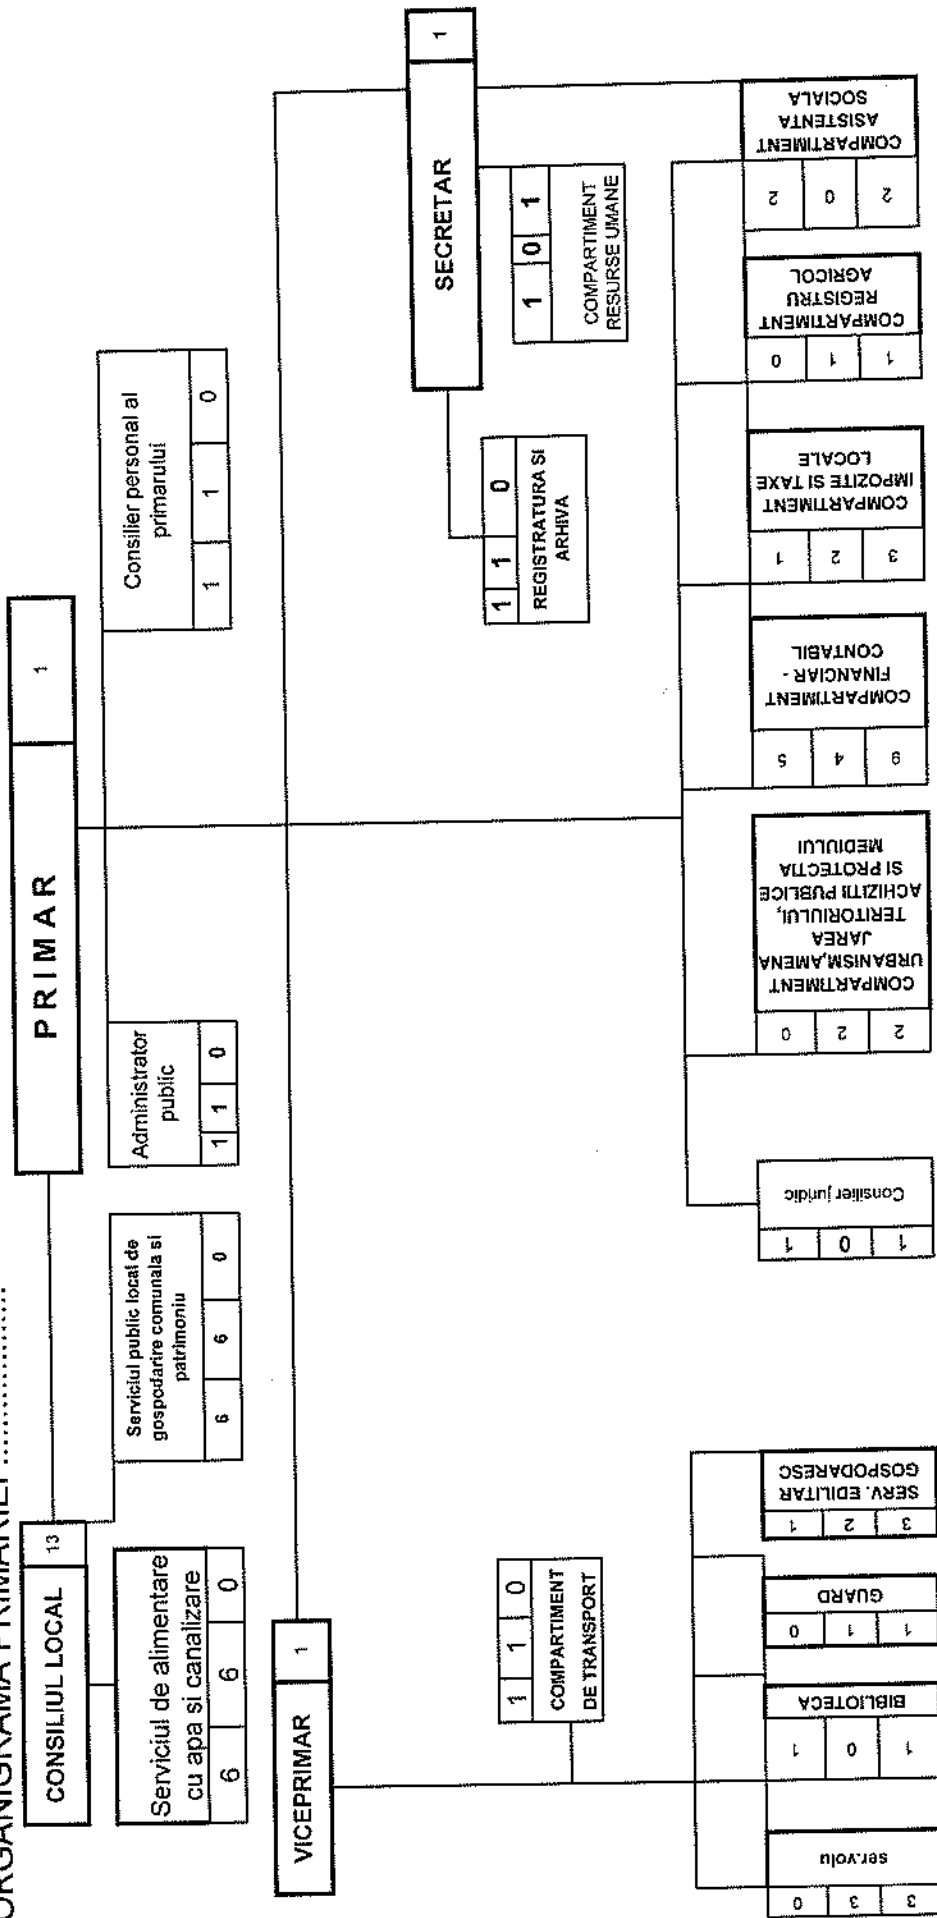 ORGANIGRAMA PRIMARIEI ..............
CONSILIUL LOCAL 13
PRIMAR 1
Serviciul de alimentare
cu apa si canalizare
6 6 0
Serviciul public local de
gospodarire comunala si
patrimoniu
6 6 0
Administrator
public
1 1 0
Consilier personal al
primarului
1 1 0
VICEPRIMAR 1
SECRETAR 1
1 1 0
COMPARTIMENT
DE TRANSPORT
1 1 0
REGISTRATURA SI
ARHIVA
1 0 1
COMPARTIMENT
RESURSE UMANE
ser.volu
3 3 0
BIBLIOTECA
1 0 1
GUARD
1 1 0
SERV. EDILITAR
GOSPODARESC
3 2 1
Consilier juridic
1 0 1
COMPARTIMENT
URBANISM,AMENA
JAREA
TERITORIULUI,
ACHIZITII PUBLICE
SI PROTECTIA
MEDIULUI
2 2 0
COMPARTIMENT
FINANCIAR -
CONTABIL
9 4 5
COMPARTIMENT
IMPOZITE SI TAXE
LOCALE
3 2 1
COMPARTIMENT
REGISTRU
AGRICOL
1 1 0
COMPARTIMENT
ASISTENTA
SOCIALA
2 0 2